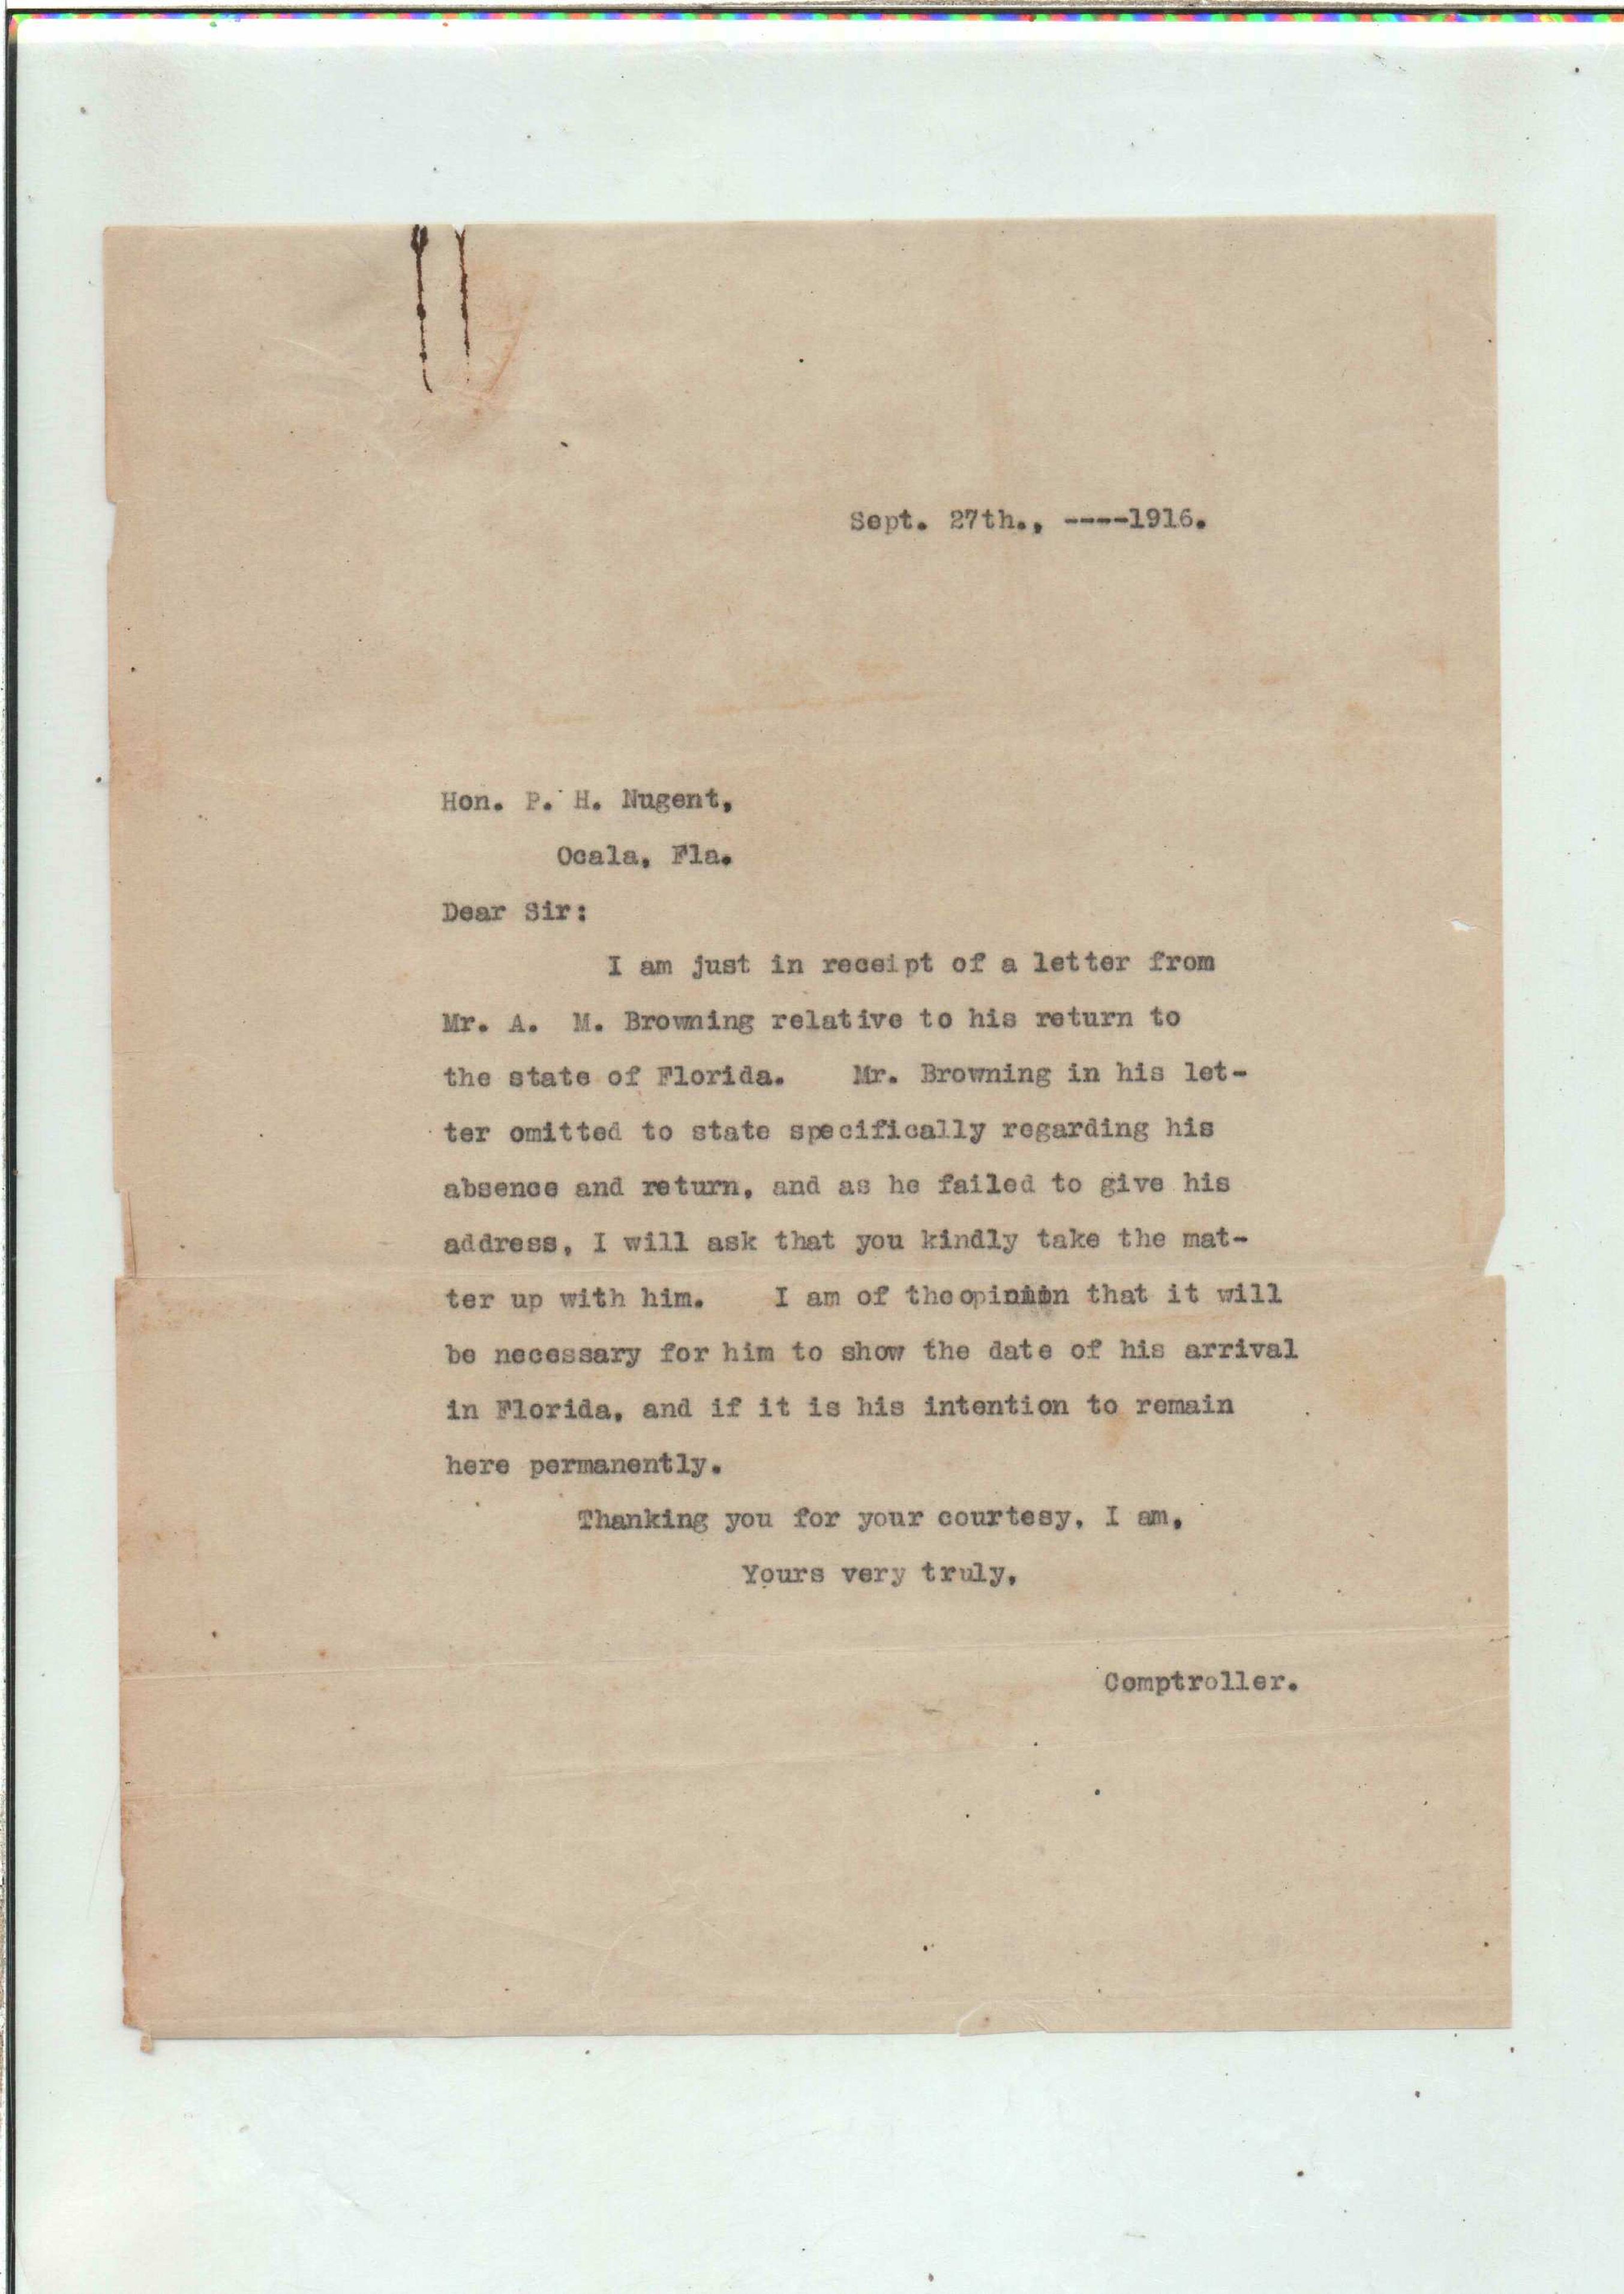 Sept. 27th., ----1916.
Hon. P. H. Nugent,
Ocala, Fla.
Dear Sir:
I am just in receipt of a letter from
Mr. A. M. Browning relative to his return to
the state of Florida. Mr. Browning in his let-
ter omitted to state specifically regarding his
absence and return, and as he failed to give his
address, I will ask that you kindly take the mat-
ter up with him. I am of the opinion that it will
be necessary for him to show the date of his arrival
in Florida, and if it is his intention to remain
here permanently.
Thanking you for your courtesy, I am,
Yours very truly,
Comptroller.